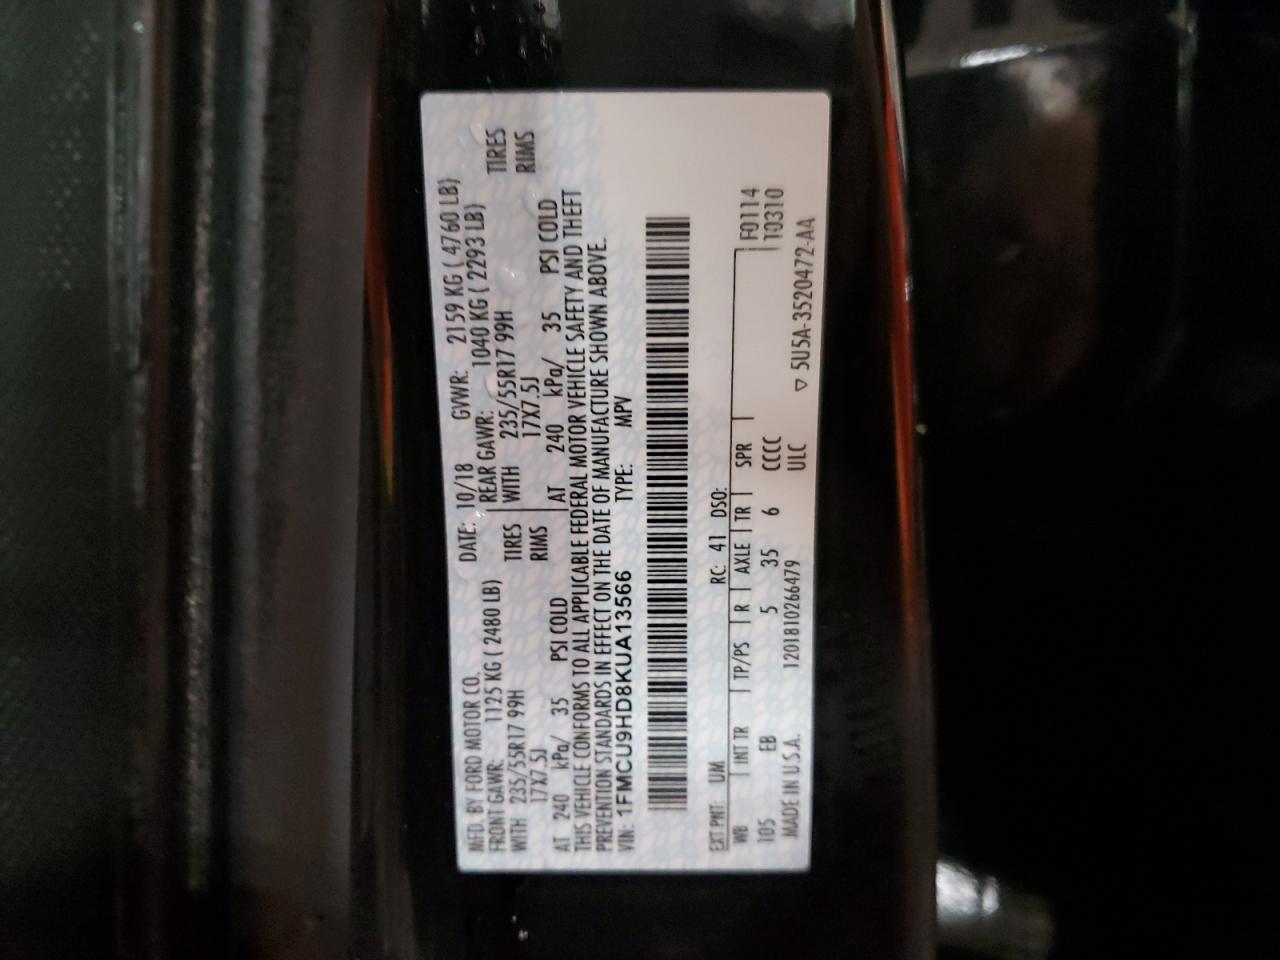 MFD. BY FORD MOTOR CO. DATE: 10/18 GVWR: 2159 KG ( 4760 LB)
FRONT GAWR: 1125 KG ( 2480 LB) REAR GAWR: 1040 KG ( 2293 LB)
WITH 235/55R17 99H TIRES WITH 235/55R17 99H TIRES
17X7.5J RIMS 17X7.5J RIMS
AT 240 kPa/ 35 PSI COLD AT 240 kPa/ 35 PSI COLD
THIS VEHICLE CONFORMS TO ALL APPLICABLE FEDERAL MOTOR VEHICLE SAFETY AND THEFT
PREVENTION STANDARDS IN EFFECT ON THE DATE OF MANUFACTURE SHOWN ABOVE.
VIN: 1FMCU9HD8KUA13566 TYPE: MPV
EXT PNT: UM RC: 41 DSO:
WB INT TR TP/PS R AXLE TR SPR F0114
105 EB 5 35 6 CCCC T0310
MADE IN U.S.A. 1201810266479 ULC
▽ 5U5A-3520472-AA